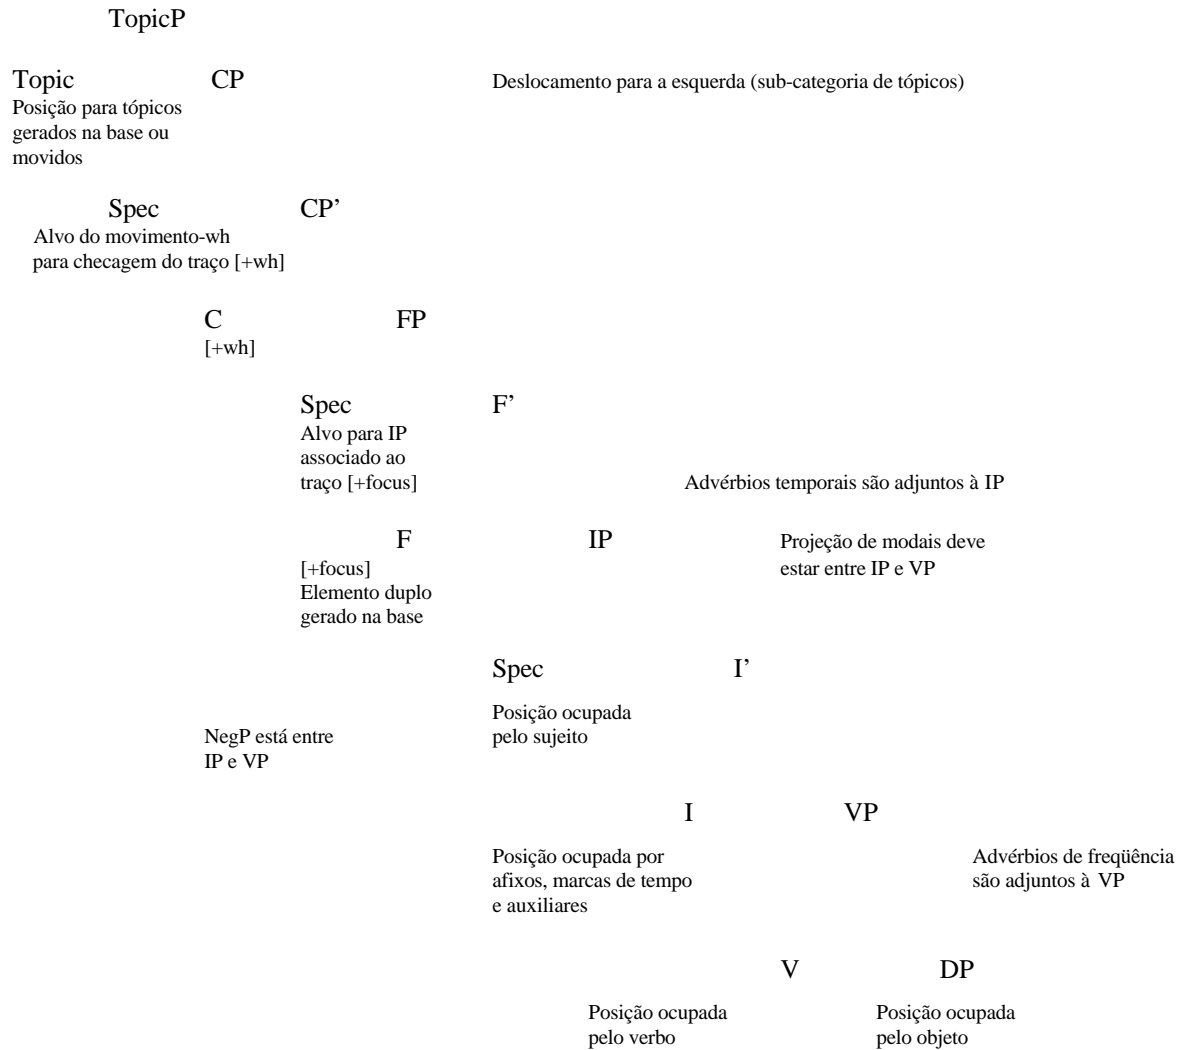 TopicP
Topic CP Deslocamento para a esquerda (sub-categoria de tópicos)
Posição para tópicos
gerados na base ou
movidos
Spec CP’
Alvo do movimento-wh
para checagem do traço [+wh]
C FP
[+wh]
Spec F’
Alvo para IP
associado ao
traço [+focus] Advérbios temporais são adjuntos à IP
F IP Projeção de modais deve
[+focus] estar entre IP e VP
Elemento duplo
gerado na base
Spec I’
Posição ocupada
NegP está entre pelo sujeito
IP e VP
I VP
Posição ocupada por Advérbios de freqüência
afixos, marcas de tempo são adjuntos à VP
e auxiliares
V DP
Posição ocupada Posição ocupada
pelo verbo pelo objeto